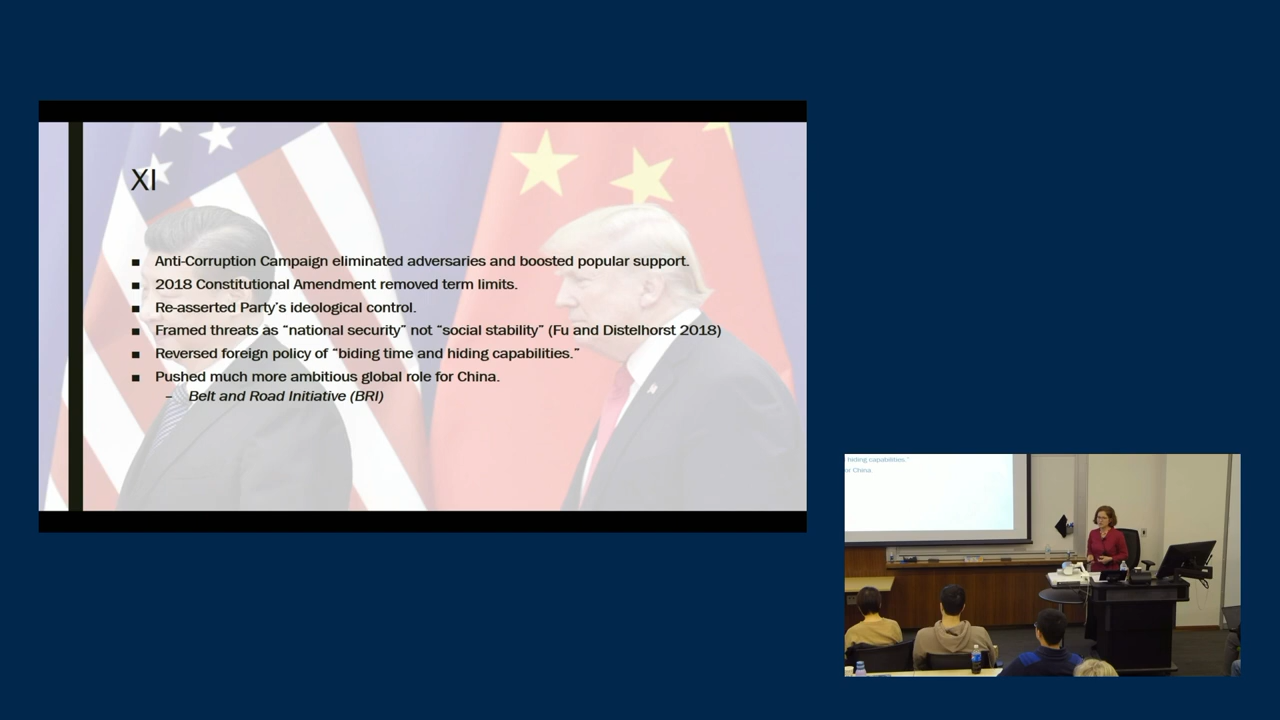 XI
▪ Anti-Corruption Campaign eliminated adversaries and boosted popular support.
▪ 2018 Constitutional Amendment removed term limits.
▪ Re-asserted Party's ideological control.
▪ Framed threats as “national security” not “social stability” (Fu and Distelhorst 2018)
▪ Reversed foreign policy of “biding time and hiding capabilities.”
▪ Pushed much more ambitious global role for China.
– Belt and Road Initiative (BRI)
hiding capabilities.”
or China